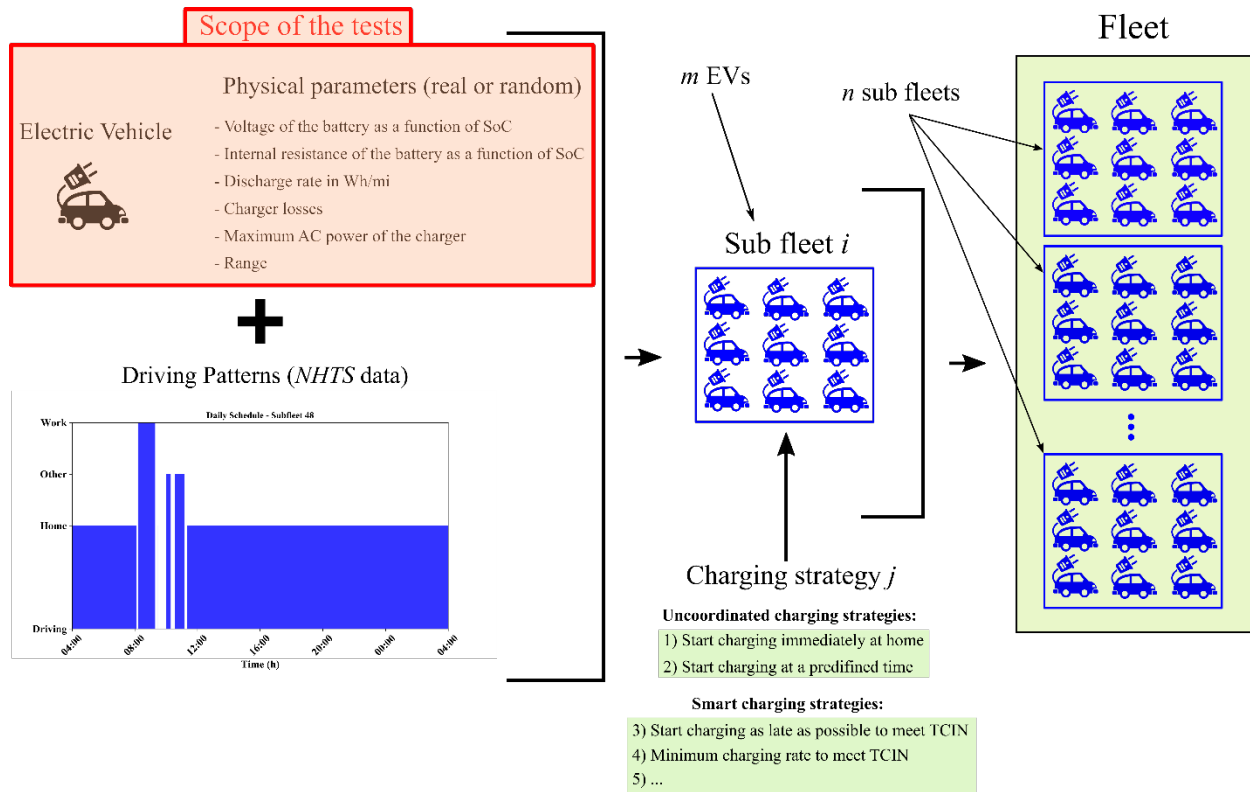 Scope of the tests
Physical parameters (real or random)
Electric Vehicle
- Voltage of the battery as a function of SoC
- Internal resistance of the battery as a function of SoC
- Discharge rate in Wh/mi
- Charger losses
- Maximum AC power of the charger
- Range
+
Driving Patterns (NHTS data)
Daily Schedule - Subfleet 48
Work
Other
Home
Driving
04:00
08:00
12:00
16:00
20:00
00:00
04:00
Time (h)
m EVs
Sub fleet i
Charging strategy j
Uncoordinated charging strategies:
1) Start charging immediately at home
2) Start charging at a predifined time
Smart charging strategies:
3) Start charging as late as possible to meet TCIN
4) Minimum charging rate to meet TCIN
5) ...
Fleet
n sub fleets